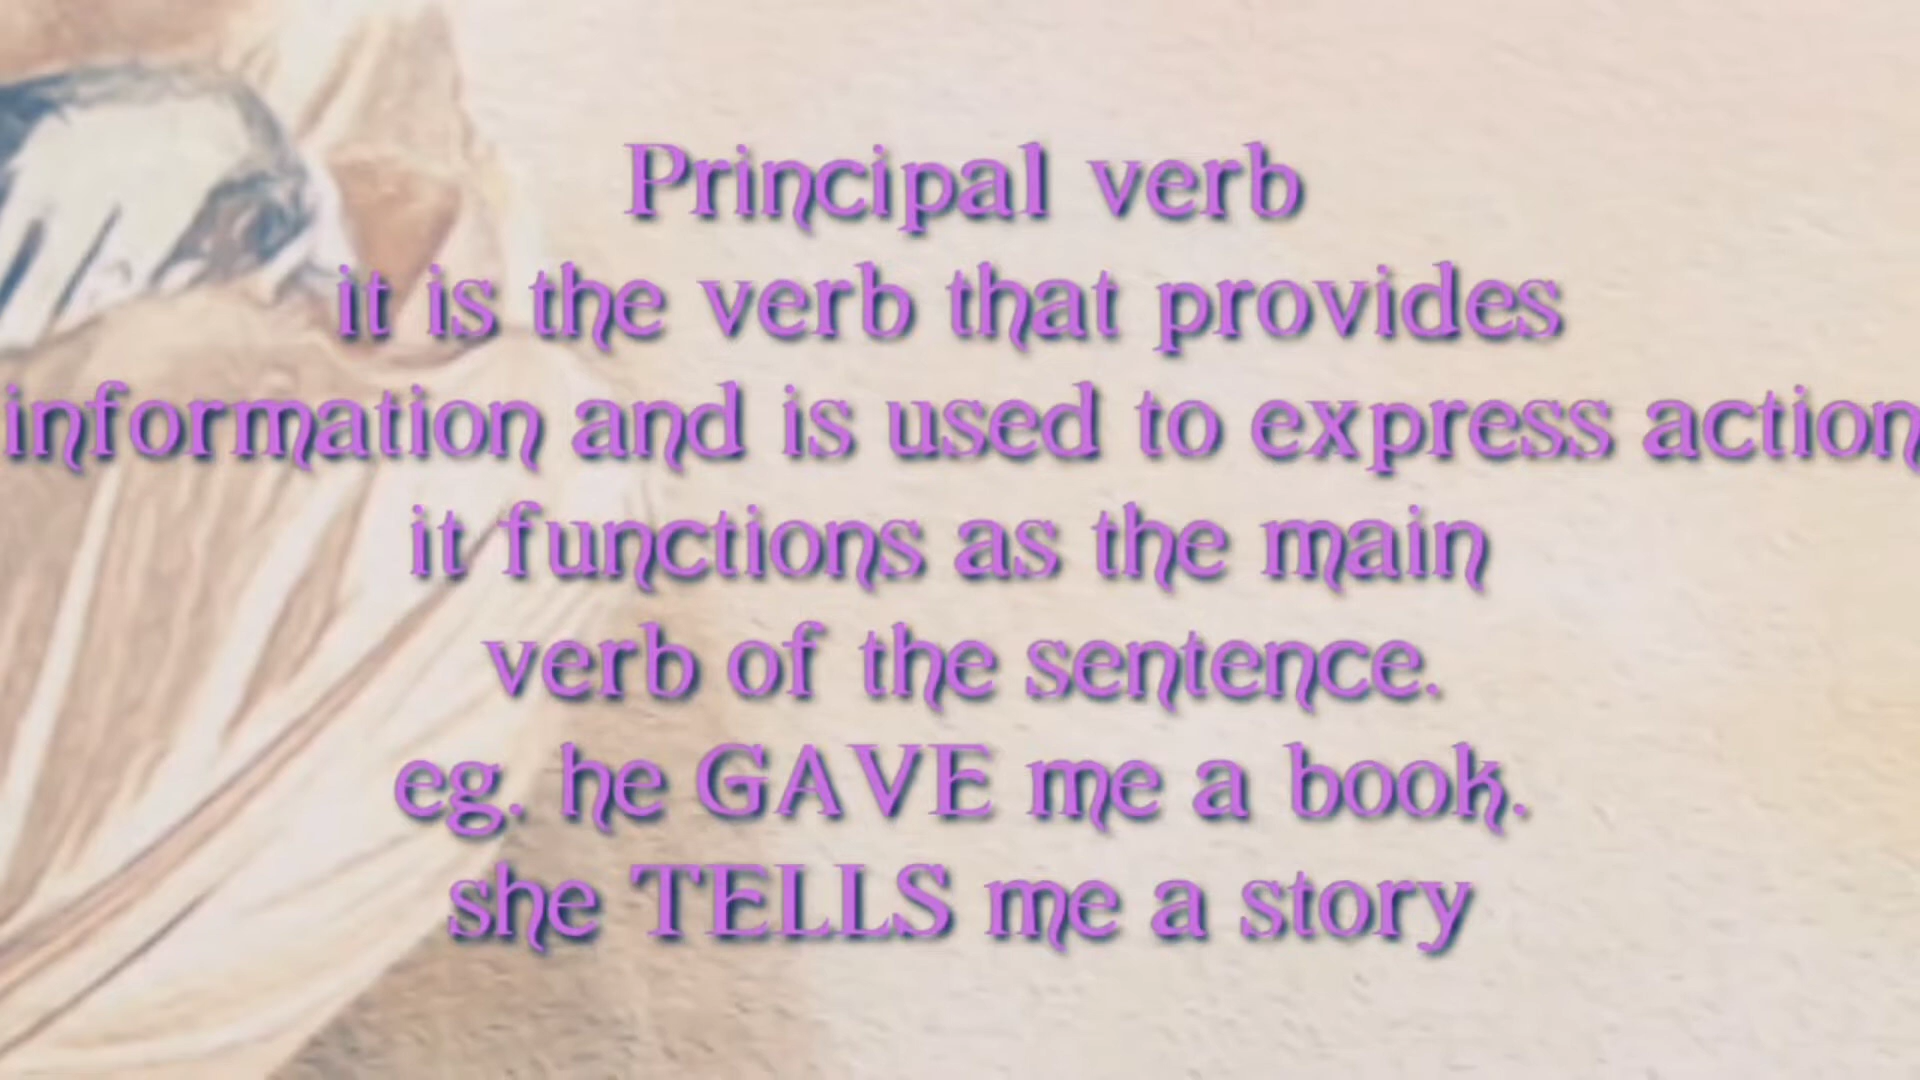 Principal verb
it is the verb that provides
information and is used to express action
it functions as the main
verb of the sentence.
eg. he GAVE me a book.
she TELLS me a story